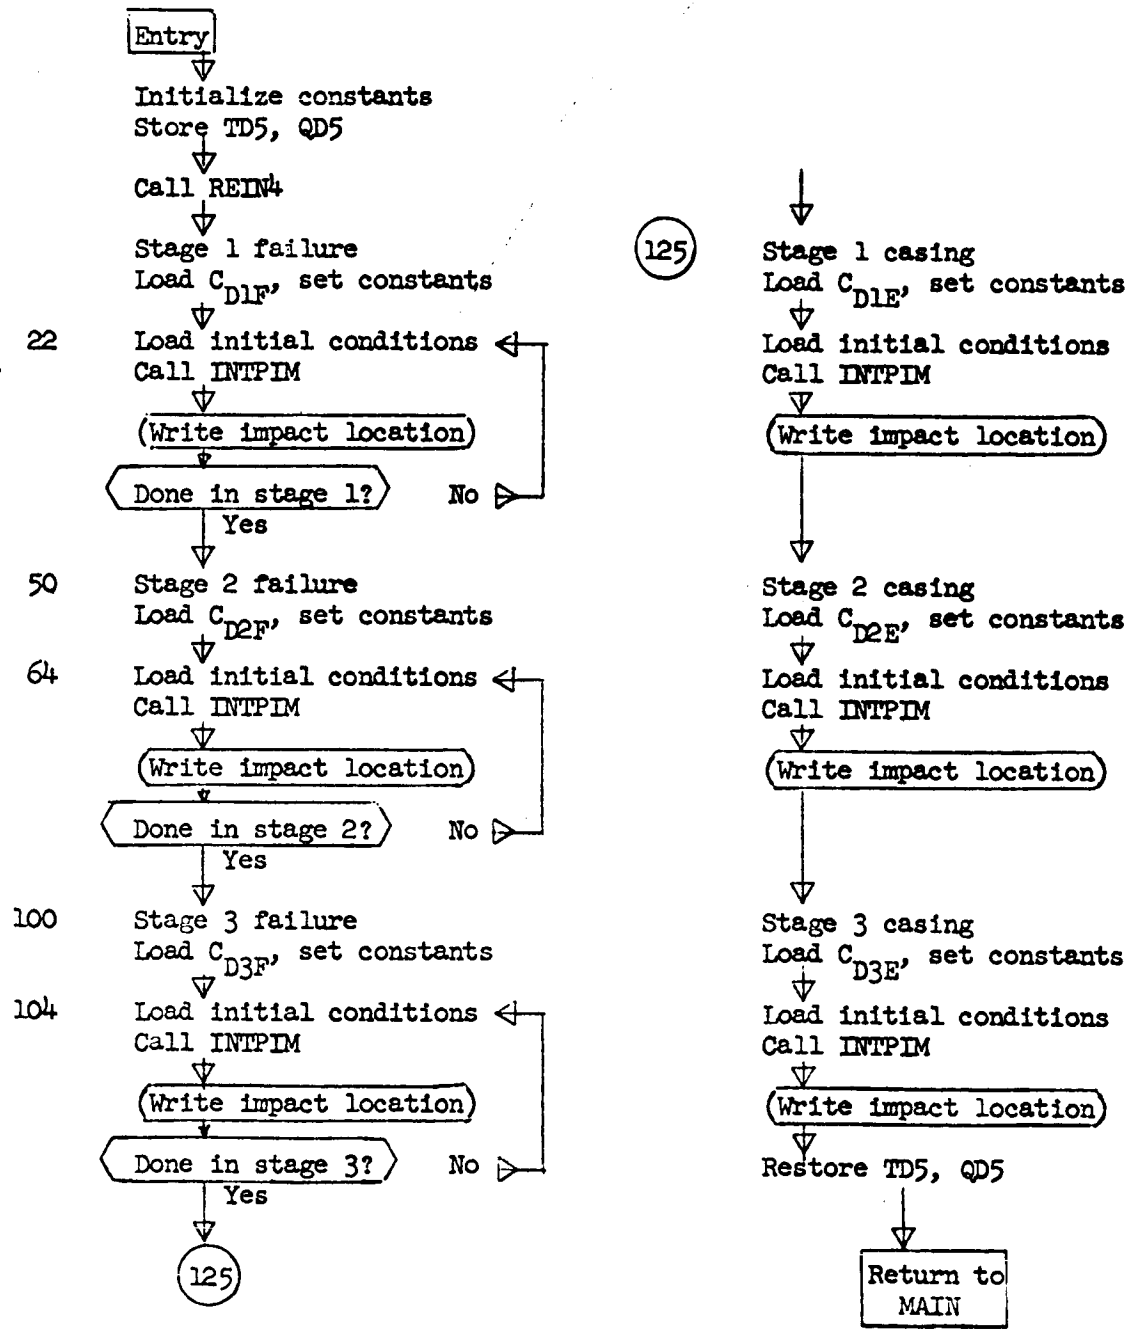 Entry
Initialize constants
Store TD5, QD5
Call REIN4
Stage 1 failure
Load C_D1F, set constants
22
Load initial conditions
Call INTPIM
(Write impact location)
Done in stage 1?
No
Yes
50
Stage 2 failure
Load C_D2F, set constants
64
Load initial conditions
Call INTPIM
(Write impact location)
Done in stage 2?
No
Yes
100
Stage 3 failure
Load C_D3F, set constants
104
Load initial conditions
Call INTPIM
(Write impact location)
Done in stage 3?
No
Yes
125
125
Stage 1 casing
Load C_D1E, set constants
Load initial conditions
Call INTPIM
(Write impact location)
Stage 2 casing
Load C_D2E, set constants
Load initial conditions
Call INTPIM
(Write impact location)
Stage 3 casing
Load C_D3E, set constants
Load initial conditions
Call INTPIM
(Write impact location)
Restore TD5, QD5
Return to
MAIN